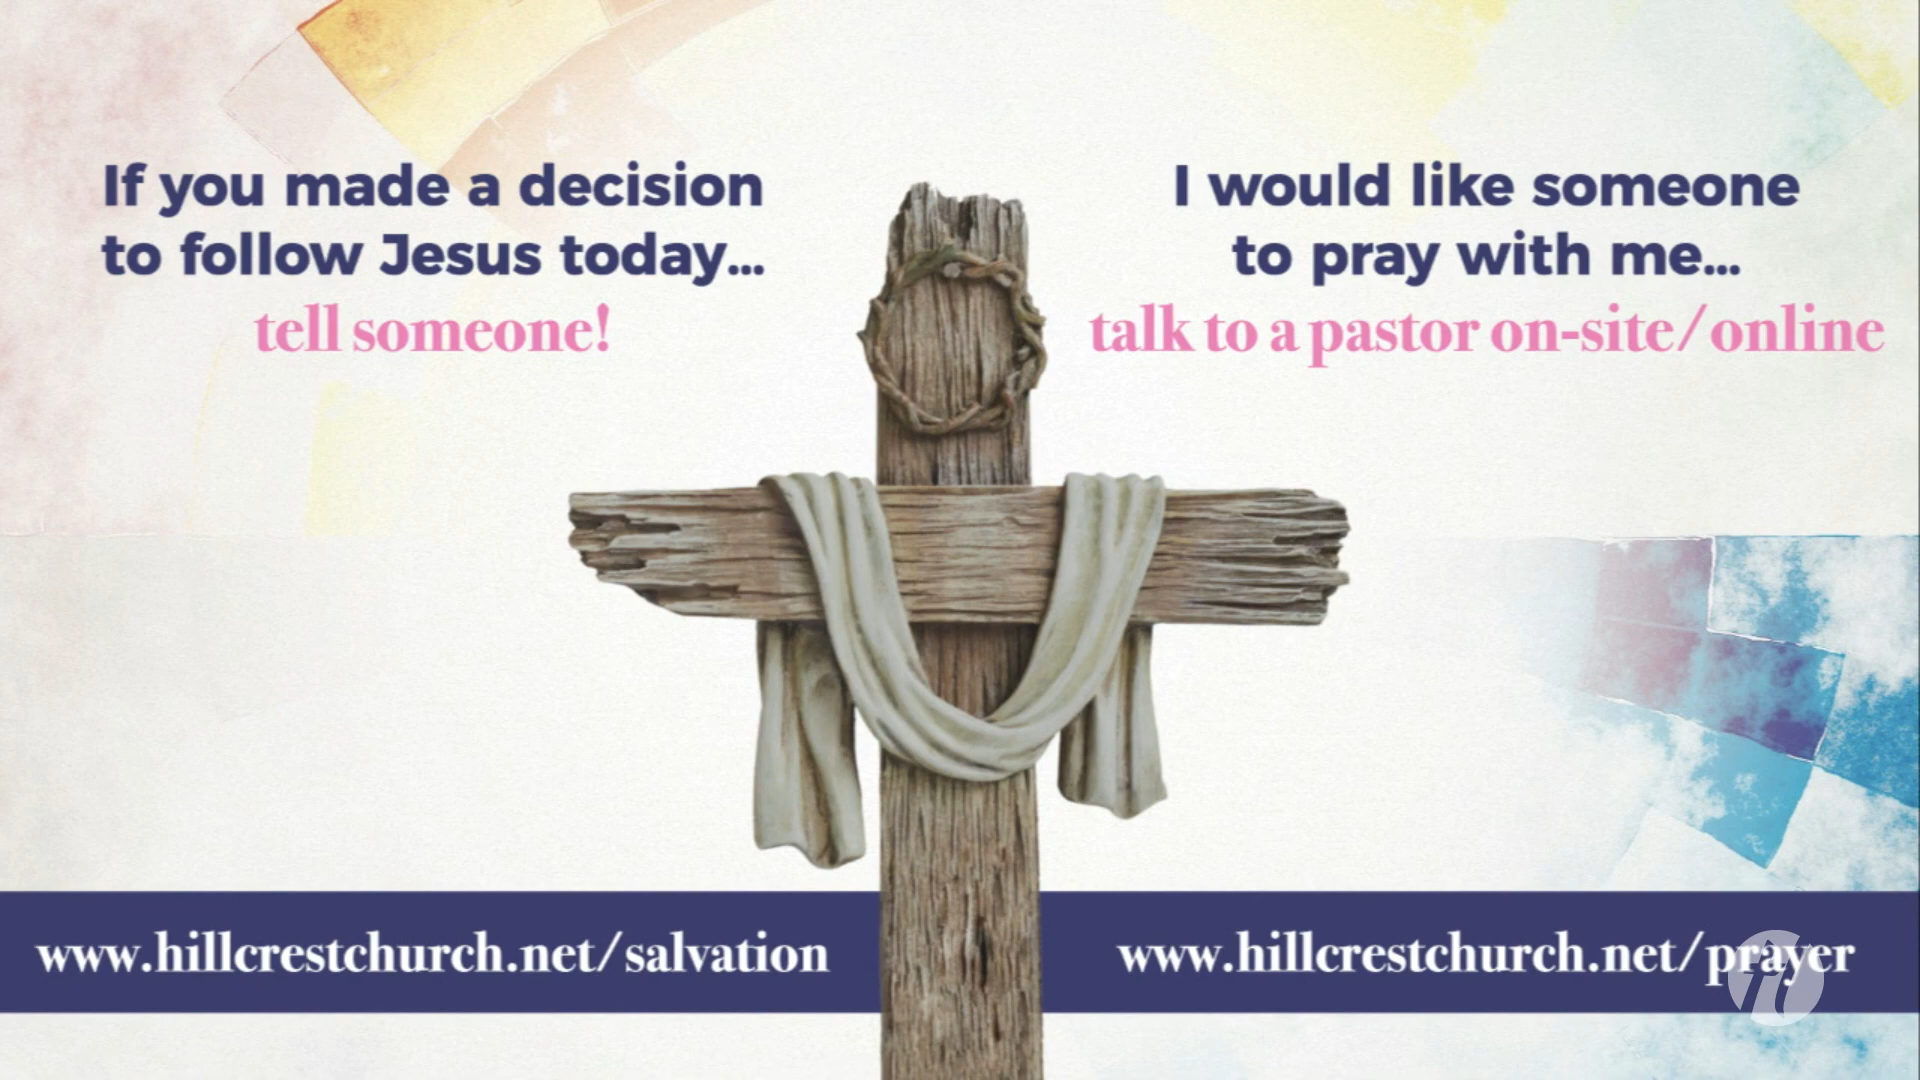 If you made a decision
to follow Jesus today...
tell someone!
I would like someone
to pray with me...
talk to a pastor on-site/online
www.hillcrestchurch.net/salvation
www.hillcrestchurch.net/prayer